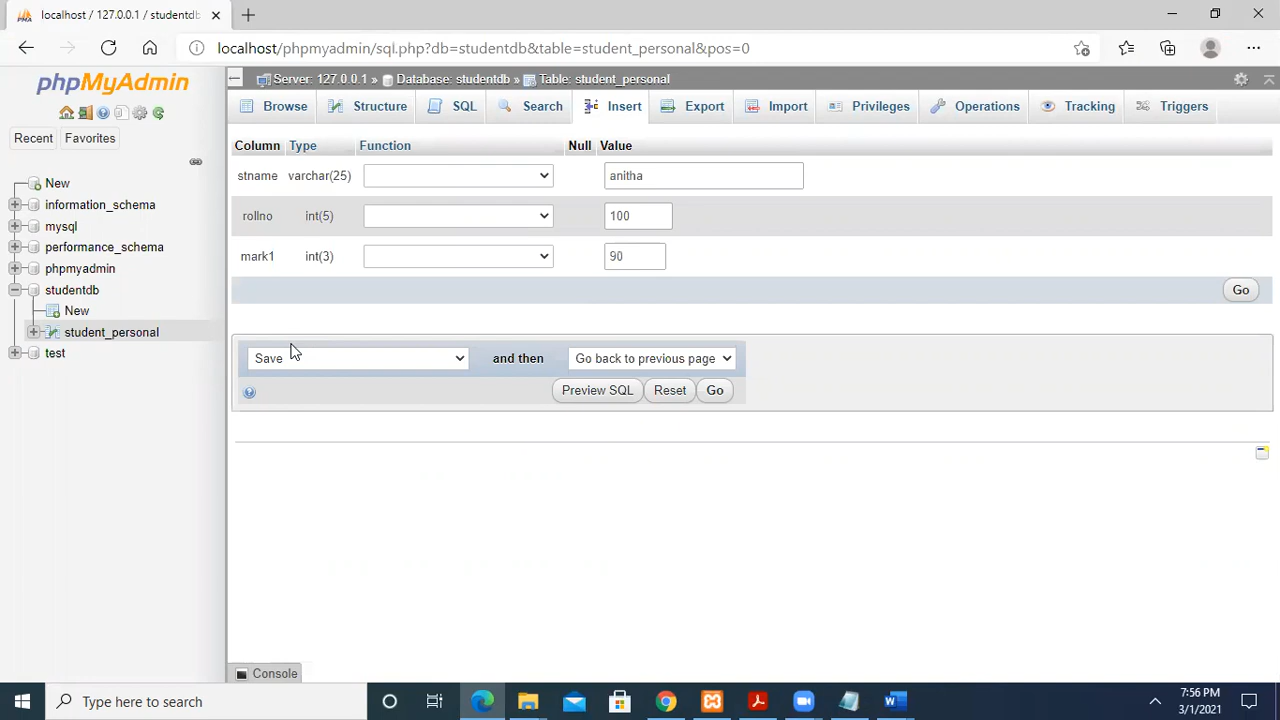 localhost / 127.0.0.1 / studentd
localhost/phpmyadmin/sql.php?db=studentdb&table=student_personal&pos=0
phpMyAdmin
Recent Favorites
New
information_schema
mysql
performance_schema
phpmyadmin
studentdb
New
student_personal
test
Server: 127.0.0.1 » Database: studentdb » Table: student_personal
Browse Structure SQL Search Insert Export Import Privileges Operations Tracking Triggers
Column Type Function Null Value
stname varchar(25) anitha
rollno int(5) 100
mark1 int(3) 90
Go
Save and then Go back to previous page
Preview SQL Reset Go
Console
Type here to search
7:56 PM
3/1/2021